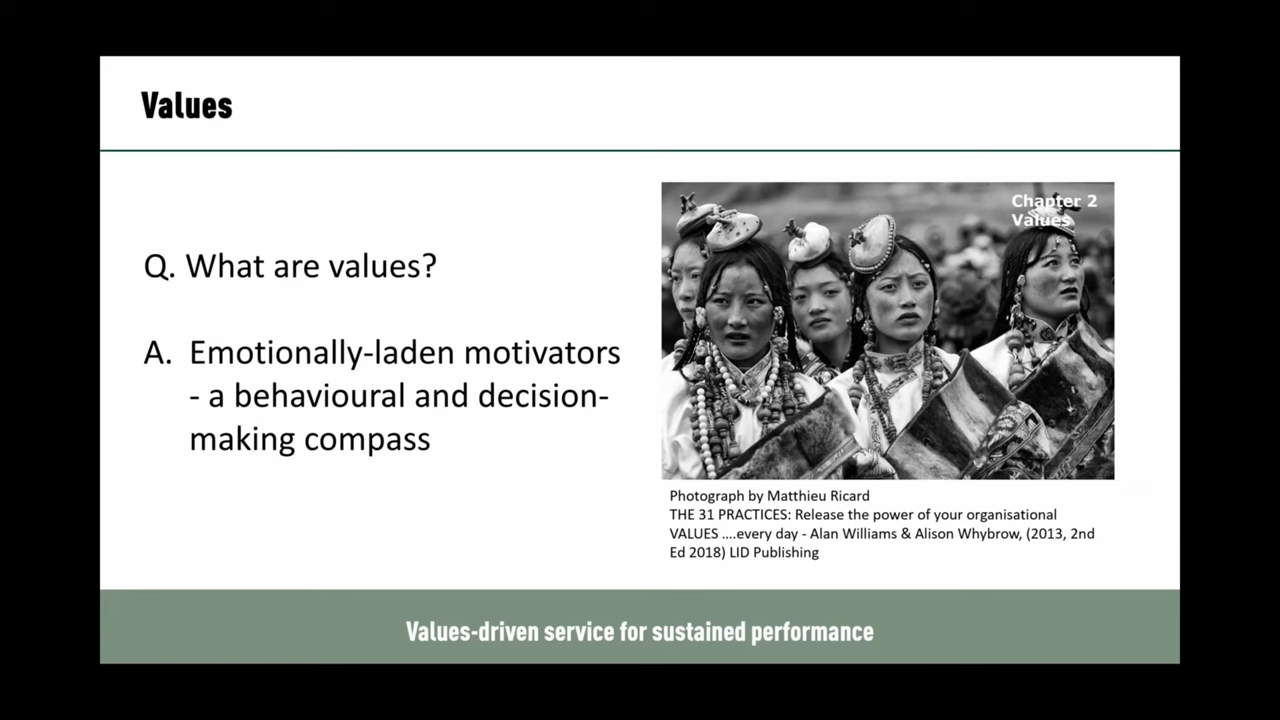 Values
Q. What are values?
A. Emotionally-laden motivators
- a behavioural and decision-
making compass
Chapter 2
Values
Photograph by Matthieu Ricard
THE 31 PRACTICES: Release the power of your organisational
VALUES ....every day - Alan Williams & Alison Whybrow, (2013, 2nd
Ed 2018) LID Publishing
Values-driven service for sustained performance